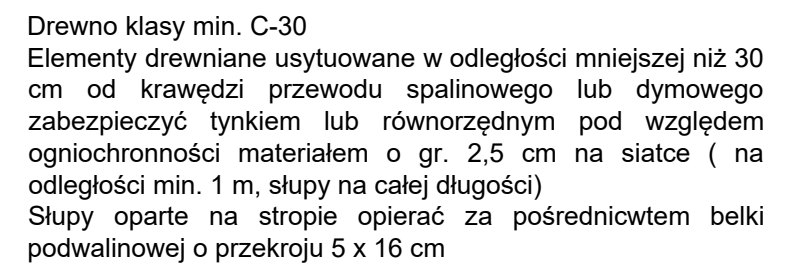 Drewno klasy min. C-30
Elementy drewniane usytuowane w odległości mniejszej niż 30
cm od krawędzi przewodu spalinowego lub dymowego
zabezpieczyć tynkiem lub równorzędnym pod względem
ogniochronności materiałem o gr. 2,5 cm na siatce ( na
odległości min. 1 m, słupy na całej długości)
Słupy oparte na stropie opierać za pośrednicwtem belki
podwalinowej o przekroju 5 x 16 cm